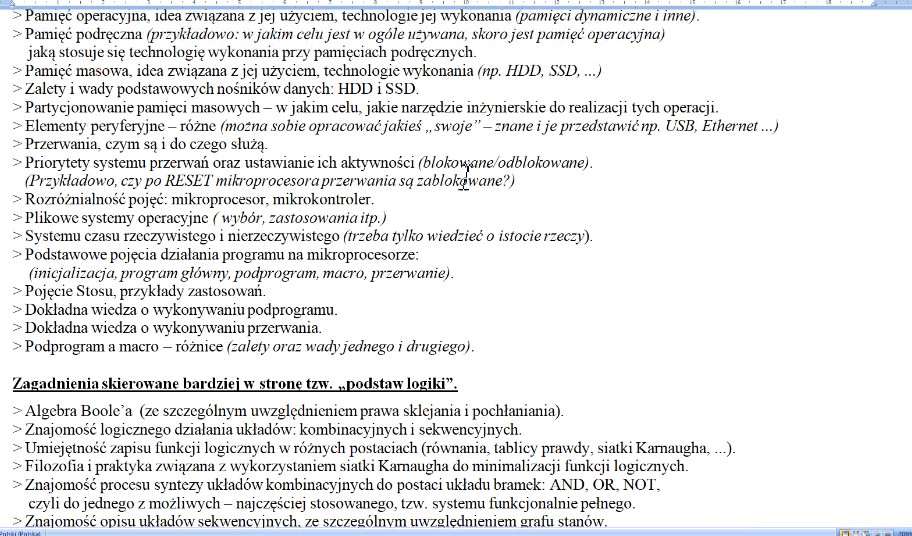 > Pamięć operacyjna, idea związana z jej użyciem, technologie jej wykonania (pamięci dynamiczne i inne).
> Pamięć podręczna (przykładowo: w jakim celu jest w ogóle używana, skoro jest pamięć operacyjna)
jaką stosuje się technologię wykonania przy pamięciach podręcznych.
> Pamięć masowa, idea związana z jej użyciem, technologie wykonania (np. HDD, SSD, ...)
> Zalety i wady podstawowych nośników danych: HDD i SSD.
> Partycjonowanie pamięci masowych – w jakim celu, jakie narzędzie inżynierskie do realizacji tych operacji.
> Elementy peryferyjne – różne (można sobie opracować jakieś „swoje” – znane i je przedstawić np. USB, Ethernet ...)
> Przerwania, czym są i do czego służą.
> Priorytety systemu przerwań oraz ustawianie ich aktywności (blokowane/odblokowane).
(Przykładowo, czy po RESET mikroprocesora przerwania są zablokowane?)
> Rozróżnialność pojęć: mikroprocesor, mikrokontroler.
> Plikowe systemy operacyjne ( wybór, zastosowania itp.)
> Systemu czasu rzeczywistego i nierzeczywistego (trzeba tylko wiedzieć o istocie rzeczy).
> Podstawowe pojęcia działania programu na mikroprocesorze:
(inicjalizacja, program główny, podprogram, macro, przerwanie).
> Pojęcie Stosu, przykłady zastosowań.
> Dokładna wiedza o wykonywaniu podprogramu.
> Dokładna wiedza o wykonywaniu przerwania.
> Podprogram a macro – różnice (zalety oraz wady jednego i drugiego).
Zagadnienia skierowane bardziej w stronę tzw. „podstaw logiki”.
> Algebra Boole’a (ze szczególnym uwzględnieniem prawa sklejania i pochłaniania).
> Znajomość logicznego działania układów: kombinacyjnych i sekwencyjnych.
> Umiejętność zapisu funkcji logicznych w różnych postaciach (równania, tablicy prawdy, siatki Karnaugha, ...).
> Filozofia i praktyka związana z wykorzystaniem siatki Karnaugha do minimalizacji funkcji logicznych.
> Znajomość procesu syntezy układów kombinacyjnych do postaci układu bramek: AND, OR, NOT,
czyli do jednego z możliwych – najczęściej stosowanego, tzw. systemu funkcjonalnie pełnego.
> Znajomość opisu układów sekwencyjnych, ze szczególnym uwzględnieniem grafu stanów.